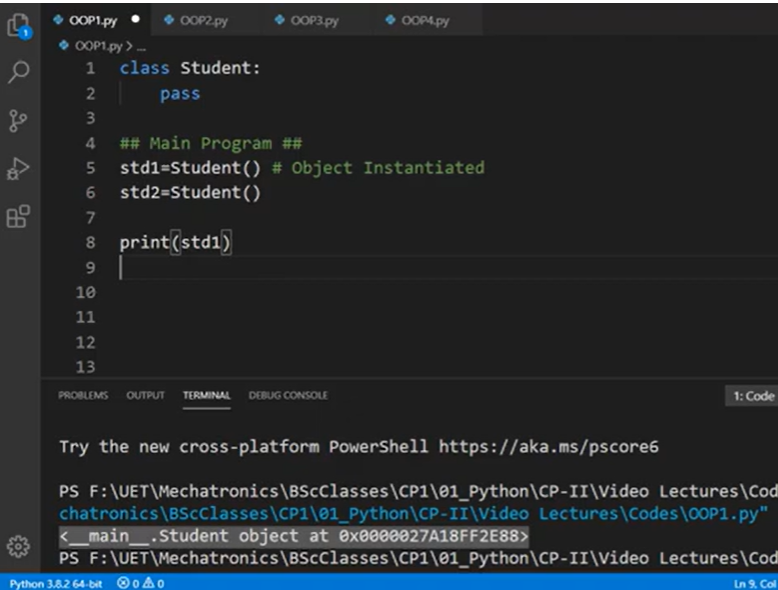 OOP1.py
OOP2.py
OOP3.py
OOP4.py
OOP1.py > ...
1 class Student:
2 pass
3
4 ## Main Program ##
5 std1=Student() # Object Instantiated
6 std2=Student()
7
8 print(std1)
9
10
11
12
13
PROBLEMS OUTPUT TERMINAL DEBUG CONSOLE 1: Code
Try the new cross-platform PowerShell https://aka.ms/pscore6
PS F:\UET\Mechatronics\BScClasses\CP1\01_Python\CP-II\Video Lectures\Cod
chatronics\BScClasses\CP1\01_Python\CP-II\Video Lectures\Codes\OOP1.py"
<__main__.Student object at 0x0000027A18FF2E88>
PS F:\UET\Mechatronics\BScClasses\CP1\01_Python\CP-II\Video Lectures\Cod
Python 3.8.2 64-bit 0 0 Ln 9, Col
1